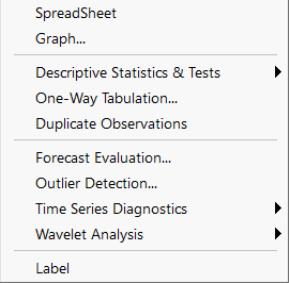 SpreadSheet
Graph...
Descriptive Statistics & Tests
One-Way Tabulation...
Duplicate Observations
Forecast Evaluation...
Outlier Detection...
Time Series Diagnostics
Wavelet Analysis
Label